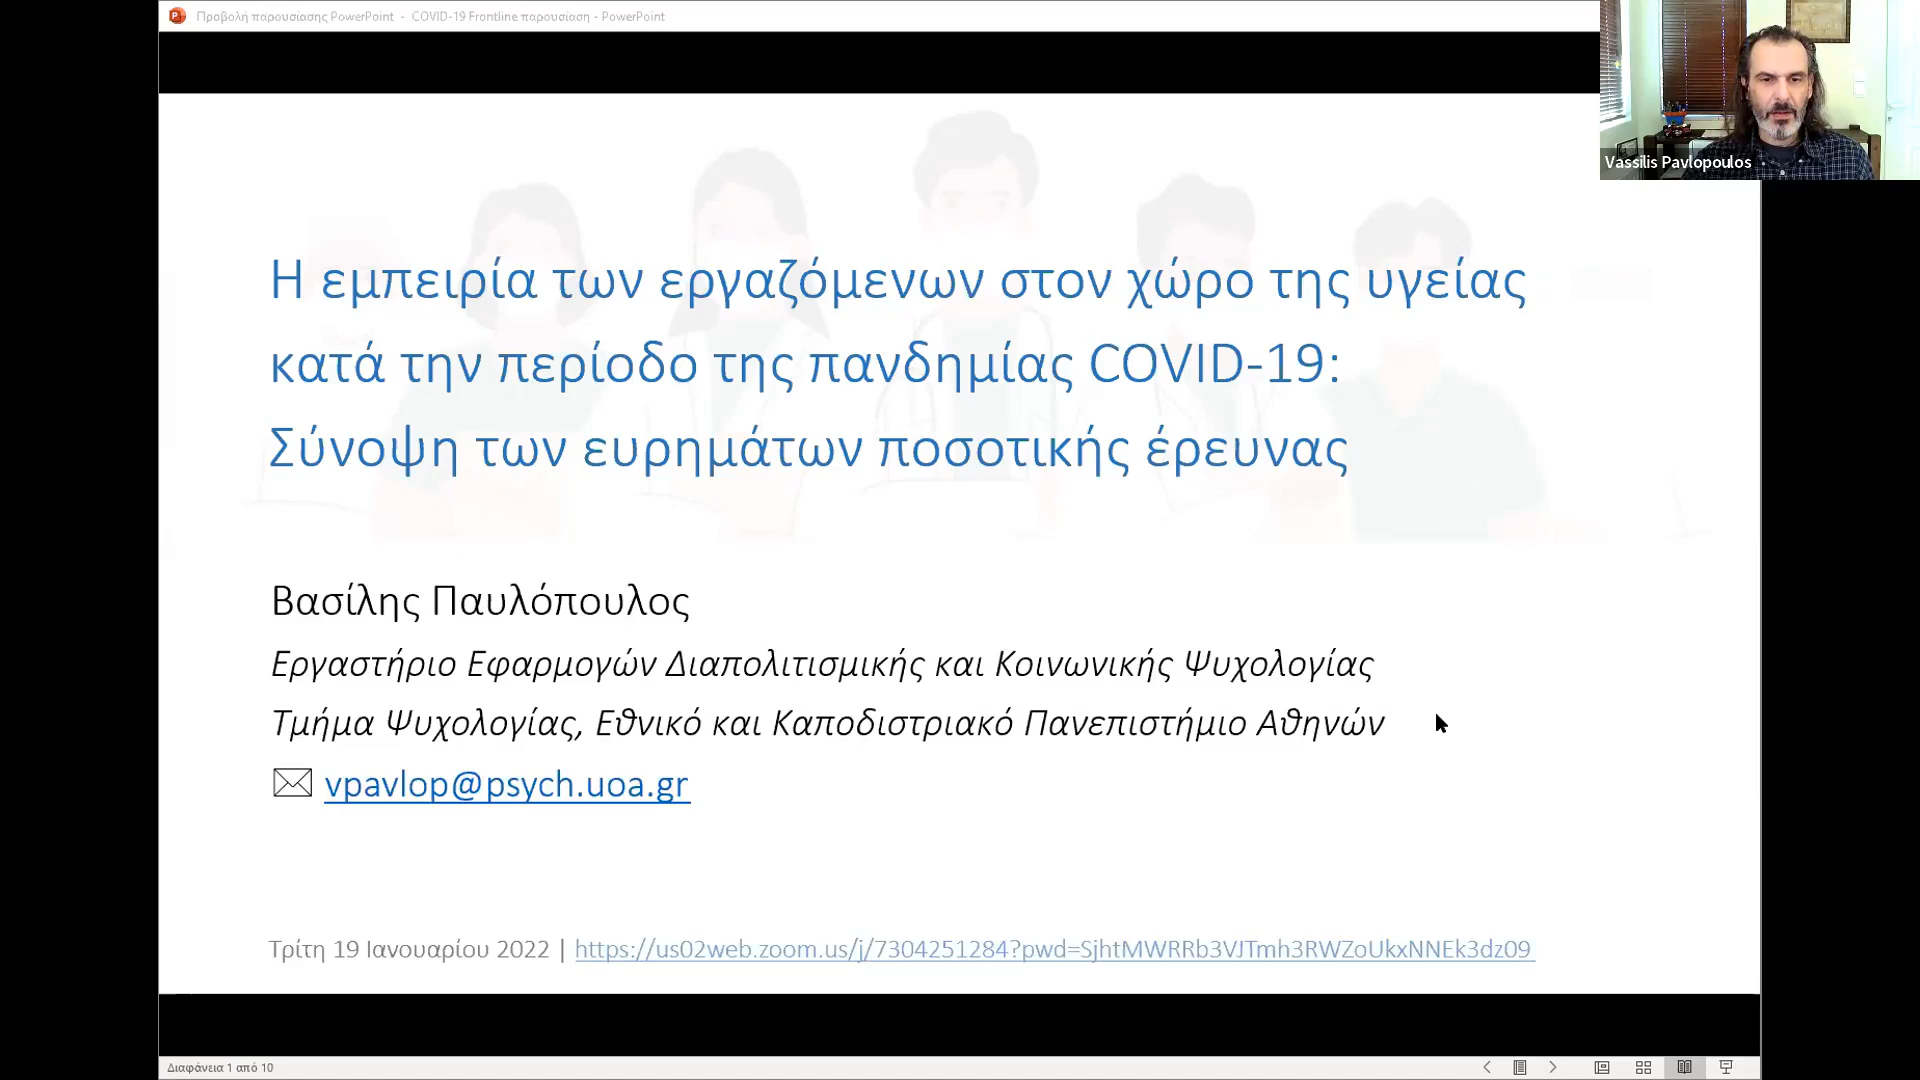 Προβολή παρουσίασης PowerPoint - COVID-19 Frontline παρουσίαση - PowerPoint
Vassilis Pavlopoulos
Η εμπειρία των εργαζόμενων στον χώρο της υγείας
κατά την περίοδο της πανδημίας COVID-19:
Σύνοψη των ευρημάτων ποσοτικής έρευνας
Βασίλης Παυλόπουλος
Εργαστήριο Εφαρμογών Διαπολιτισμικής και Κοινωνικής Ψυχολογίας
Τμήμα Ψυχολογίας, Εθνικό και Καποδιστριακό Πανεπιστήμιο Αθηνών
vpavlop@psych.uoa.gr
Τρίτη 19 Ιανουαρίου 2022 | https://us02web.zoom.us/j/7304251284?pwd=SjhtMWRRb3VJTmh3RWZoUkxNNEk3dz09
Διαφάνεια 1 από 10